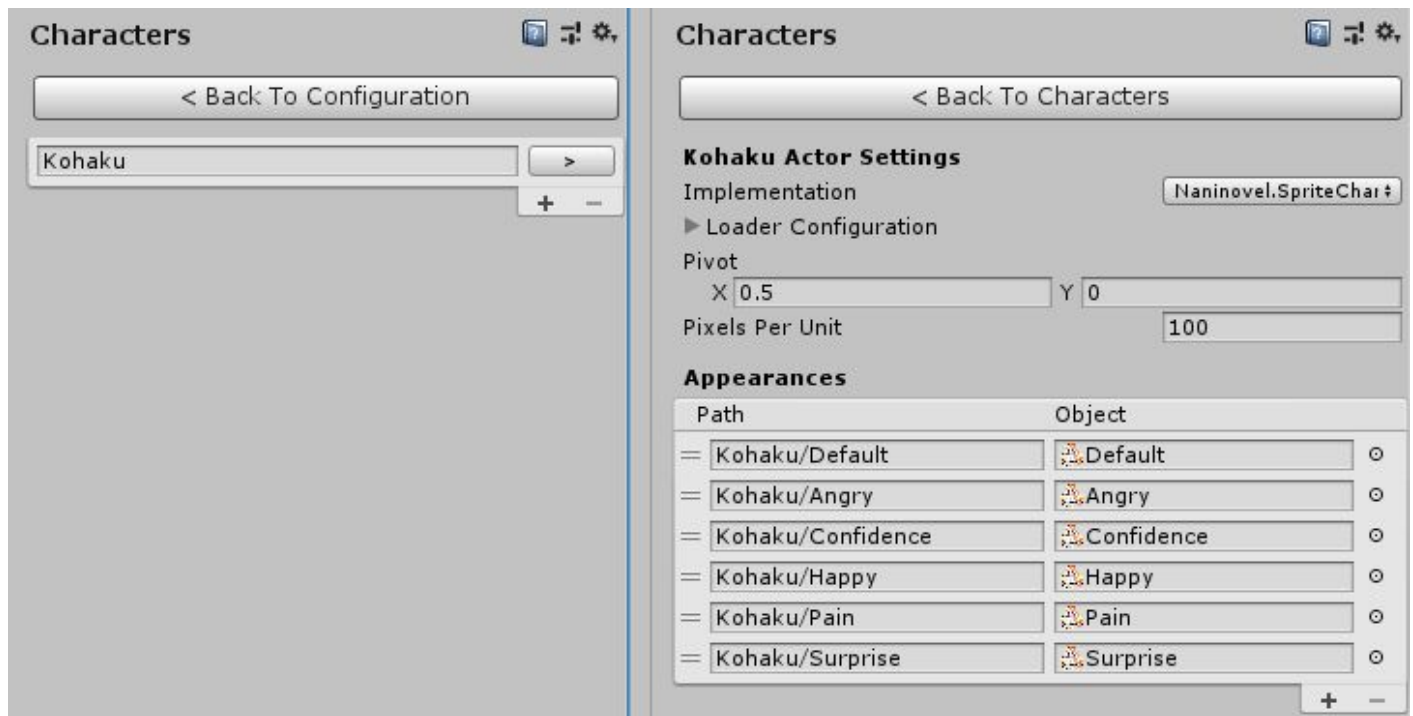 Characters
< Back To Configuration
Kohaku
>
+ −
Characters
< Back To Characters
Kohaku Actor Settings
Implementation Naninovel.SpriteChar
Loader Configuration
Pivot
X 0.5 Y 0
Pixels Per Unit 100
Appearances
Path Object
Kohaku/Default Default
Kohaku/Angry Angry
Kohaku/Confidence Confidence
Kohaku/Happy Happy
Kohaku/Pain Pain
Kohaku/Surprise Surprise
+ −